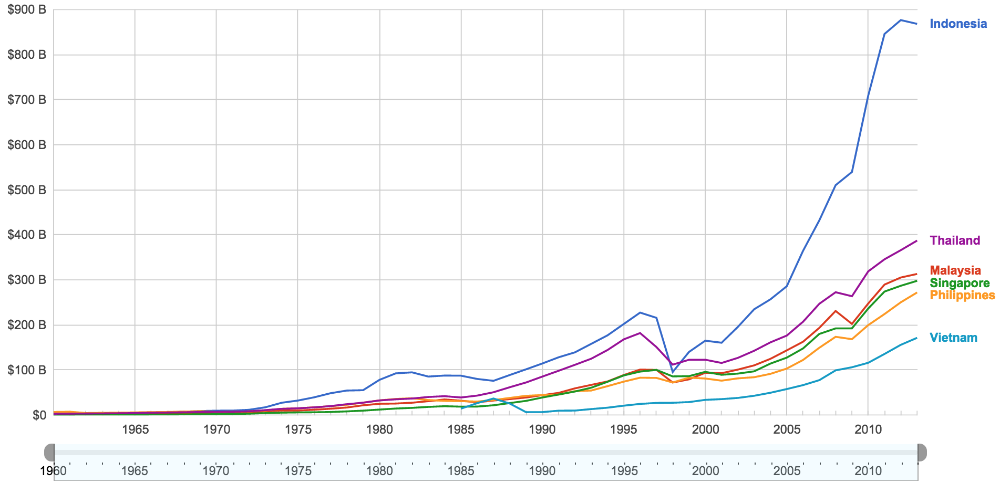 $900 B
Indonesia
$800 B
$700 B
$600 B
$500 B
$400 B
Thailand
$300 B
Malaysia
Singapore
Philippines
$200 B
Vietnam
$100 B
$0
1965 1970 1975 1980 1985 1990 1995 2000 2005 2010
1960 1965 1970 1975 1980 1985 1990 1995 2000 2005 2010